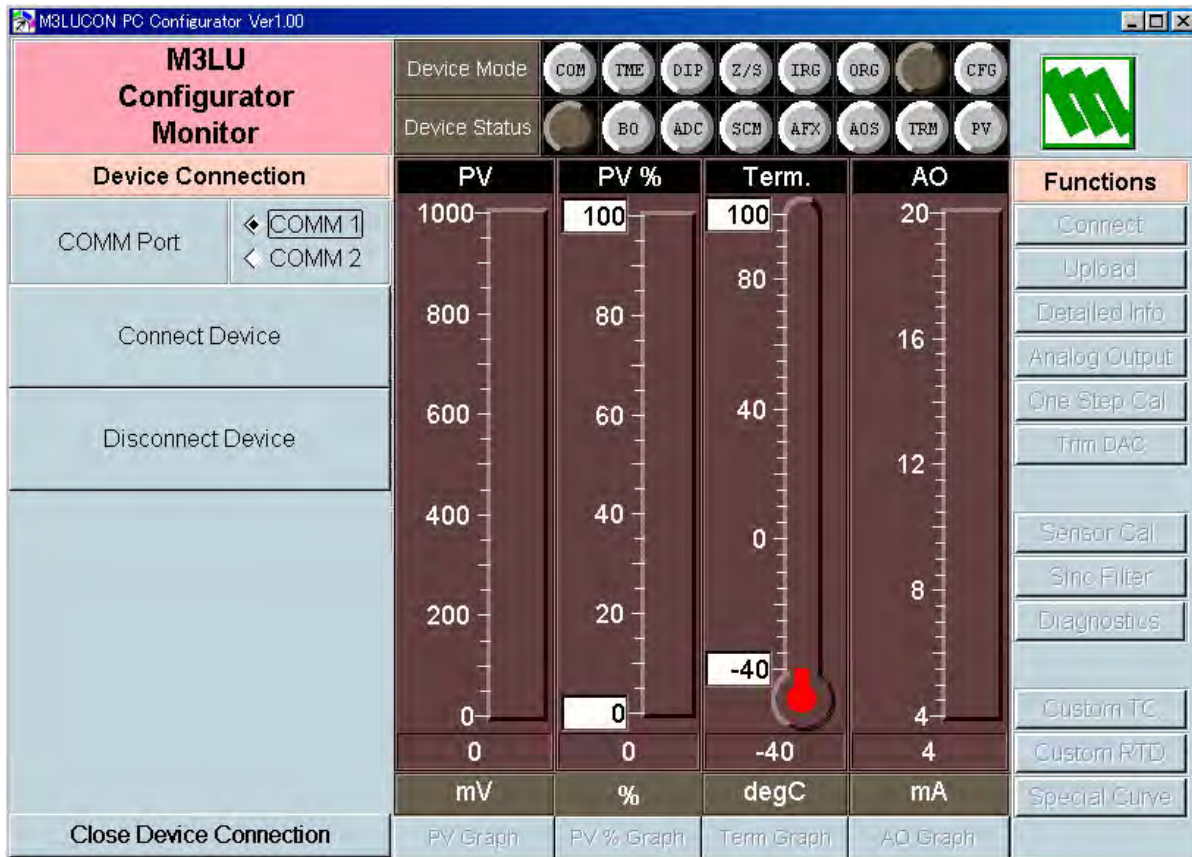 M3LUCON PC Configurator Ver1.00
M3LU
Configurator
Monitor
Device Mode COM TME DIP Z/S IRG ORG CFG
Device Status BO ADC SCM AFX AOS TRM PV
Device Connection
COMM Port
COMM 1
COMM 2
Connect Device
Disconnect Device
Close Device Connection
PV
1000
800
600
400
200
0
0
mV
PV Graph
PV %
100
80
60
40
20
0
0
%
PV % Graph
Term.
100
80
40
0
-40
-40
degC
Term Graph
AO
20
16
12
8
4
4
mA
AO Graph
Functions
Connect
Upload
Detailed Info
Analog Output
One Step Cal
Trim DAC
Sensor Cal
Sinc Filter
Diagnostics
Custom TC
Custom RTD
Special Curve